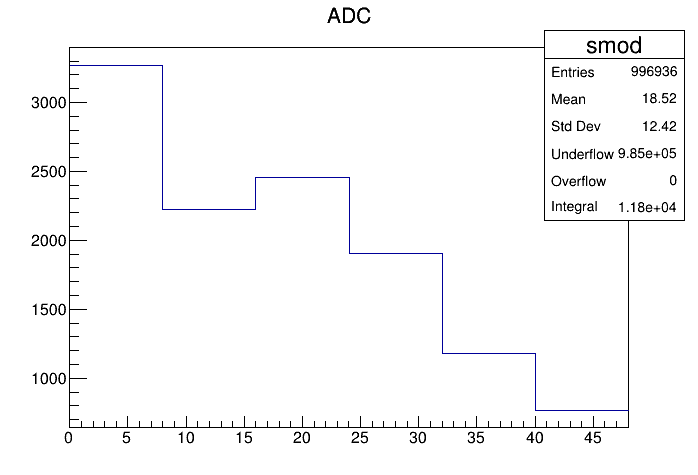 ADC
smod
Entries 996936
Mean 18.52
Std Dev 12.42
Underflow 9.85e+05
Overflow 0
Integral 1.18e+04
3000
2500
2000
1500
1000
0 5 10 15 20 25 30 35 40 45